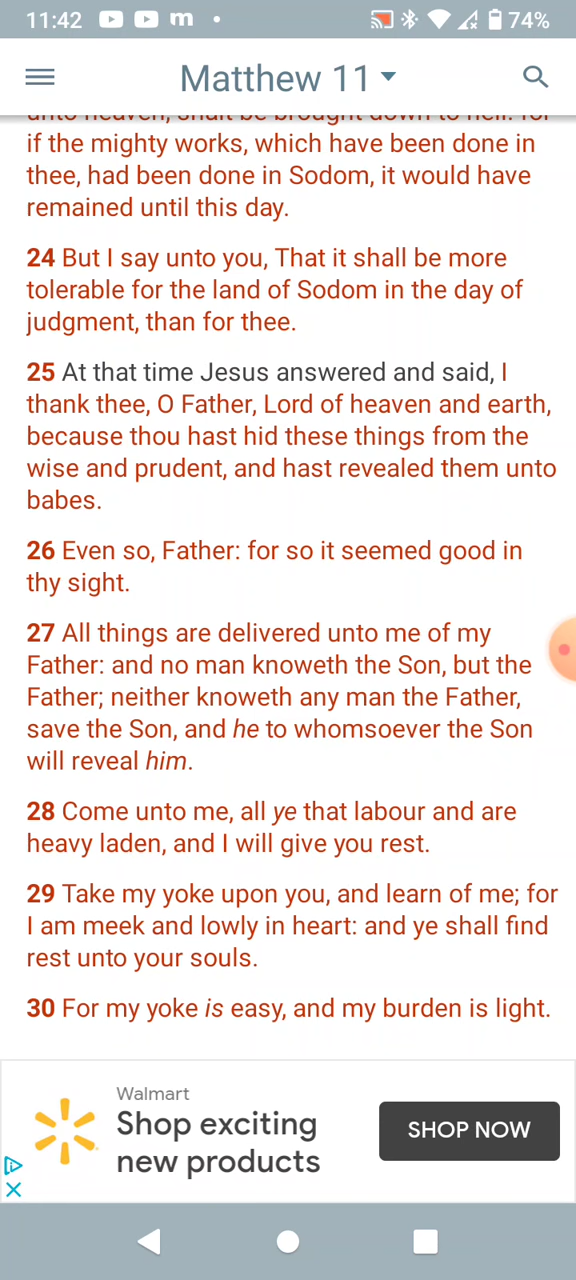 11:42
m
74%
Matthew 11
unto heaven, shalt be brought down to hell: for
if the mighty works, which have been done in
thee, had been done in Sodom, it would have
remained until this day.
24 But I say unto you, That it shall be more
tolerable for the land of Sodom in the day of
judgment, than for thee.
25 At that time Jesus answered and said, I
thank thee, O Father, Lord of heaven and earth,
because thou hast hid these things from the
wise and prudent, and hast revealed them unto
babes.
26 Even so, Father: for so it seemed good in
thy sight.
27 All things are delivered unto me of my
Father: and no man knoweth the Son, but the
Father; neither knoweth any man the Father,
save the Son, and he to whomsoever the Son
will reveal him.
28 Come unto me, all ye that labour and are
heavy laden, and I will give you rest.
29 Take my yoke upon you, and learn of me; for
I am meek and lowly in heart: and ye shall find
rest unto your souls.
30 For my yoke is easy, and my burden is light.
Walmart
Shop exciting
new products
SHOP NOW